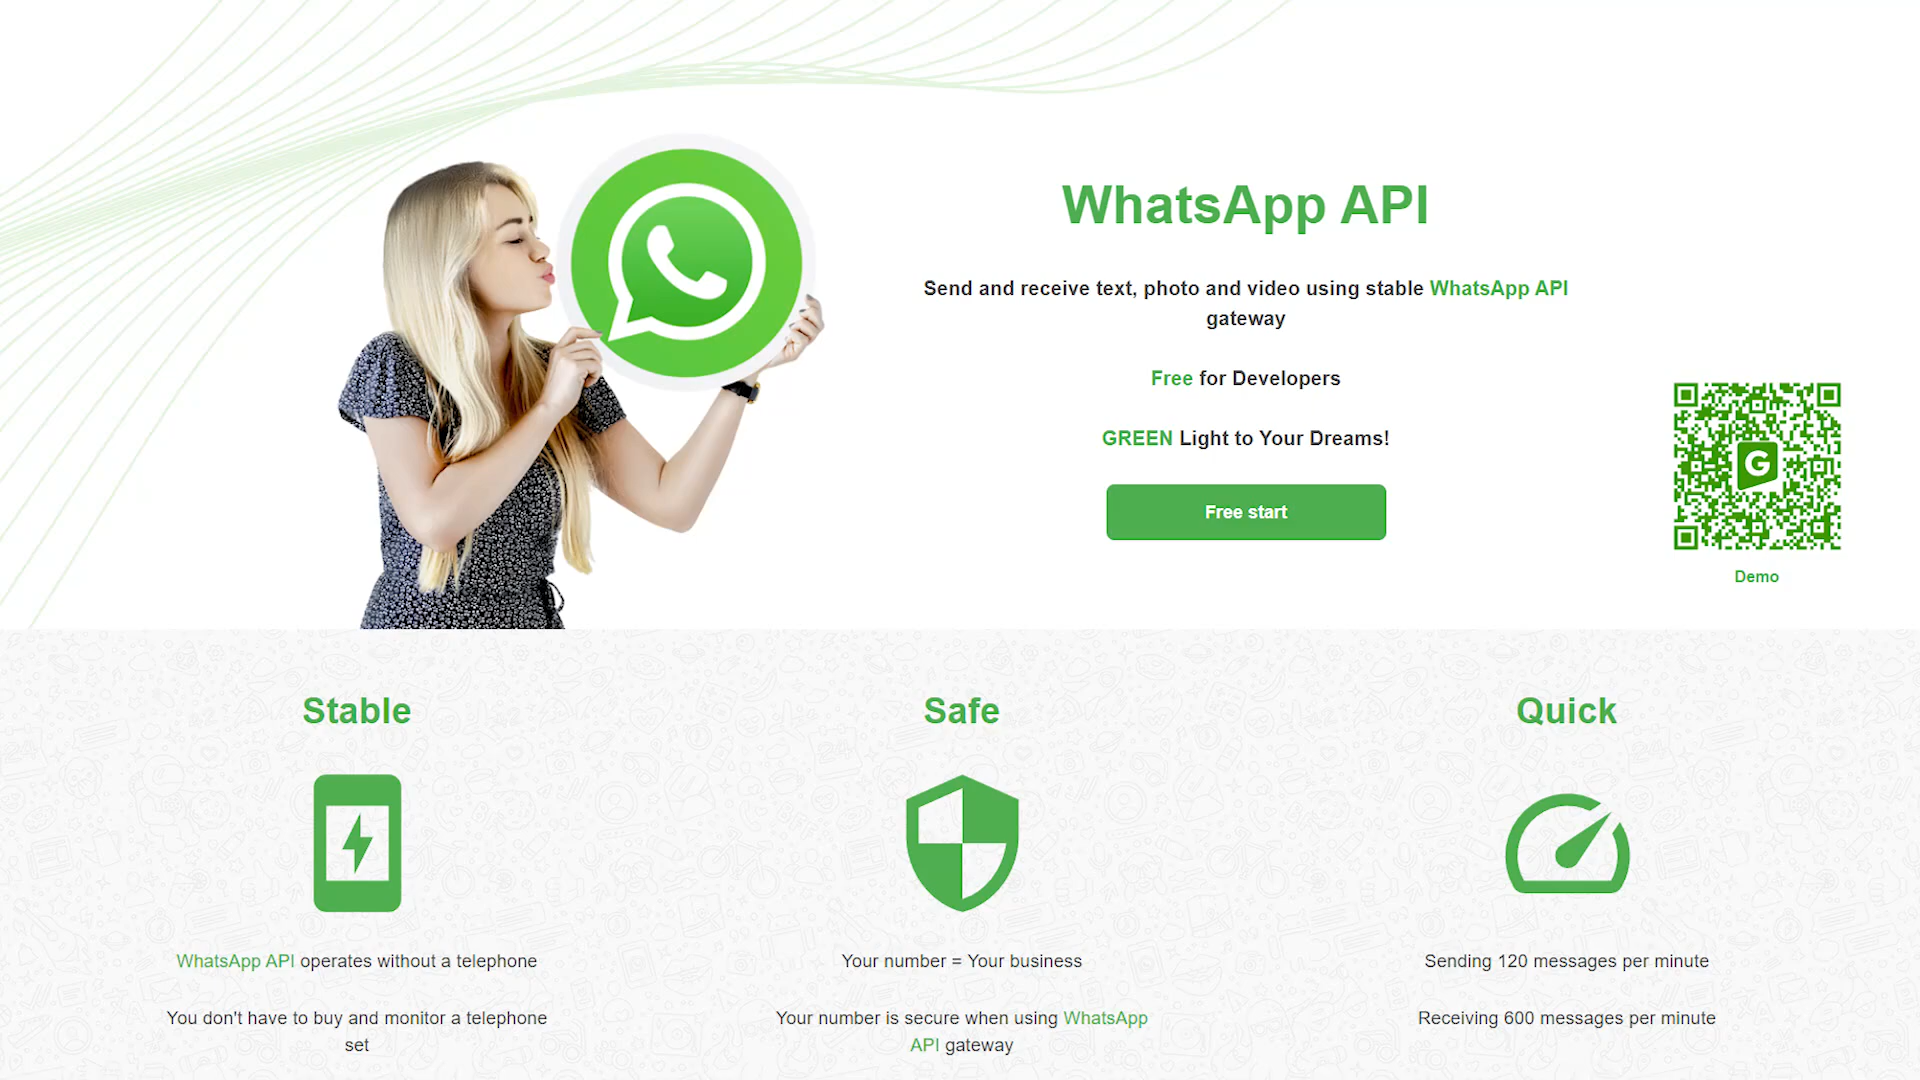 WhatsApp API
Send and receive text, photo and video using stable WhatsApp API
gateway
Free for Developers
GREEN Light to Your Dreams!
Free start
G
Demo
Stable
WhatsApp API operates without a telephone
You don't have to buy and monitor a telephone
set
Safe
Your number = Your business
Your number is secure when using WhatsApp
API gateway
Quick
Sending 120 messages per minute
Receiving 600 messages per minute